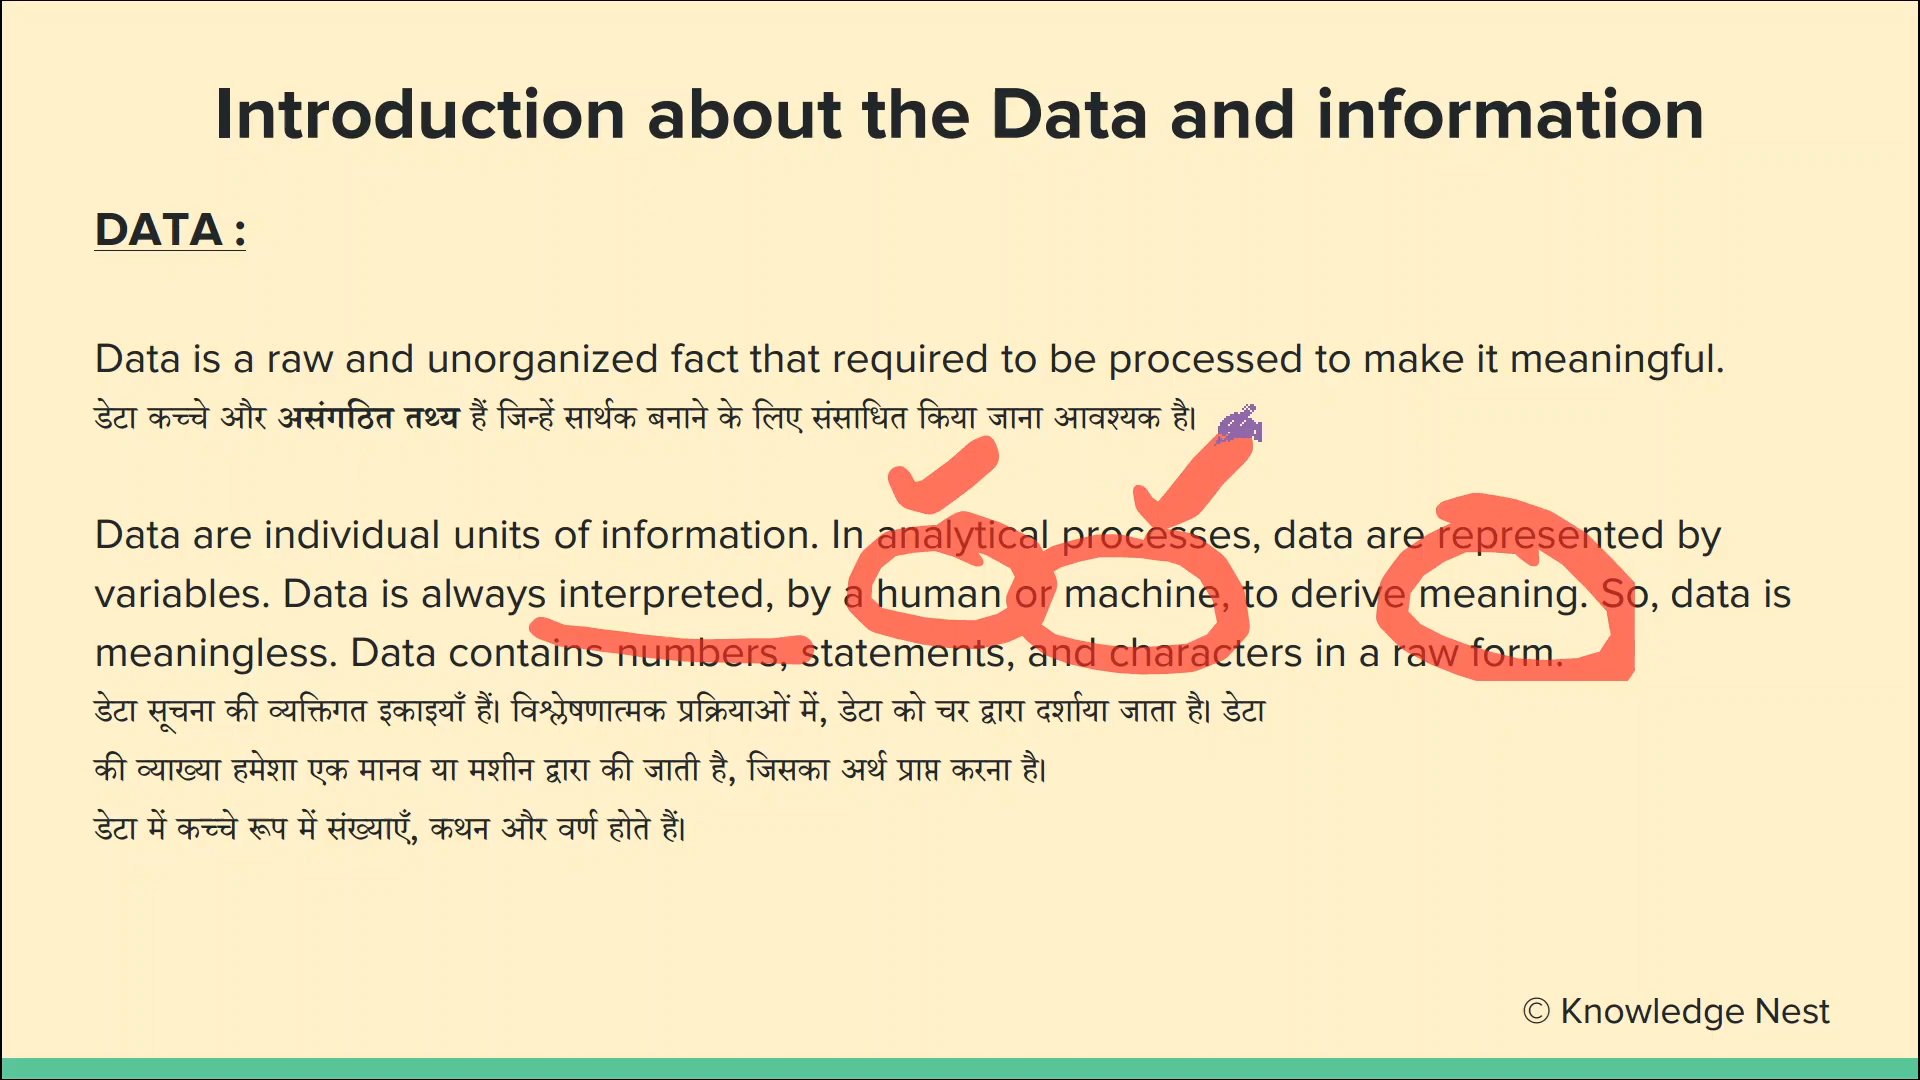 Introduction about the Data and information
DATA :
Data is a raw and unorganized fact that required to be processed to make it meaningful.
डेटा कच्चे और असंगठित तथ्य हैं जिन्हें सार्थक बनाने के लिए संसाधित किया जाना आवश्यक है।
Data are individual units of information. In analytical processes, data are represented by
variables. Data is always interpreted, by a human or machine, to derive meaning. So, data is
meaningless. Data contains numbers, statements, and characters in a raw form.
डेटा सूचना की व्यक्तिगत इकाइयाँ हैं। विश्लेषणात्मक प्रक्रियाओं में, डेटा को चर द्वारा दर्शाया जाता है। डेटा
की व्याख्या हमेशा एक मानव या मशीन द्वारा की जाती है, जिसका अर्थ प्राप्त करना है।
डेटा में कच्चे रूप में संख्याएँ, कथन और वर्ण होते हैं।
© Knowledge Nest